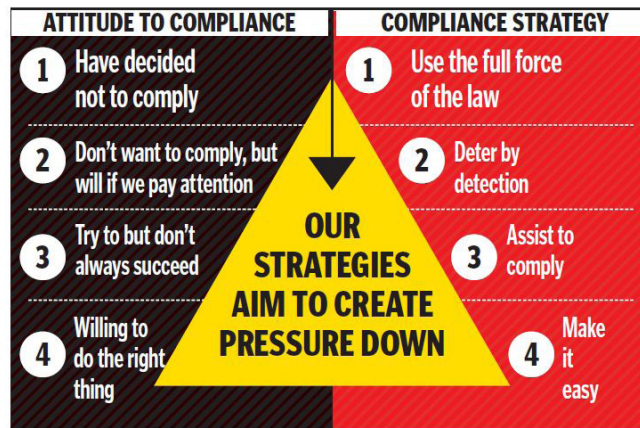 ATTITUDE TO COMPLIANCE
1 Have decided
not to comply
2 Don't want to comply, but
will if we pay attention
3 Try to but don't
always succeed
4 Willing to
do the right
thing
OUR
STRATEGIES
AIM TO CREATE
PRESSURE DOWN
COMPLIANCE STRATEGY
1 Use the full force
of the law
2 Deter by
detection
3 Assist to
comply
4 Make
it
easy